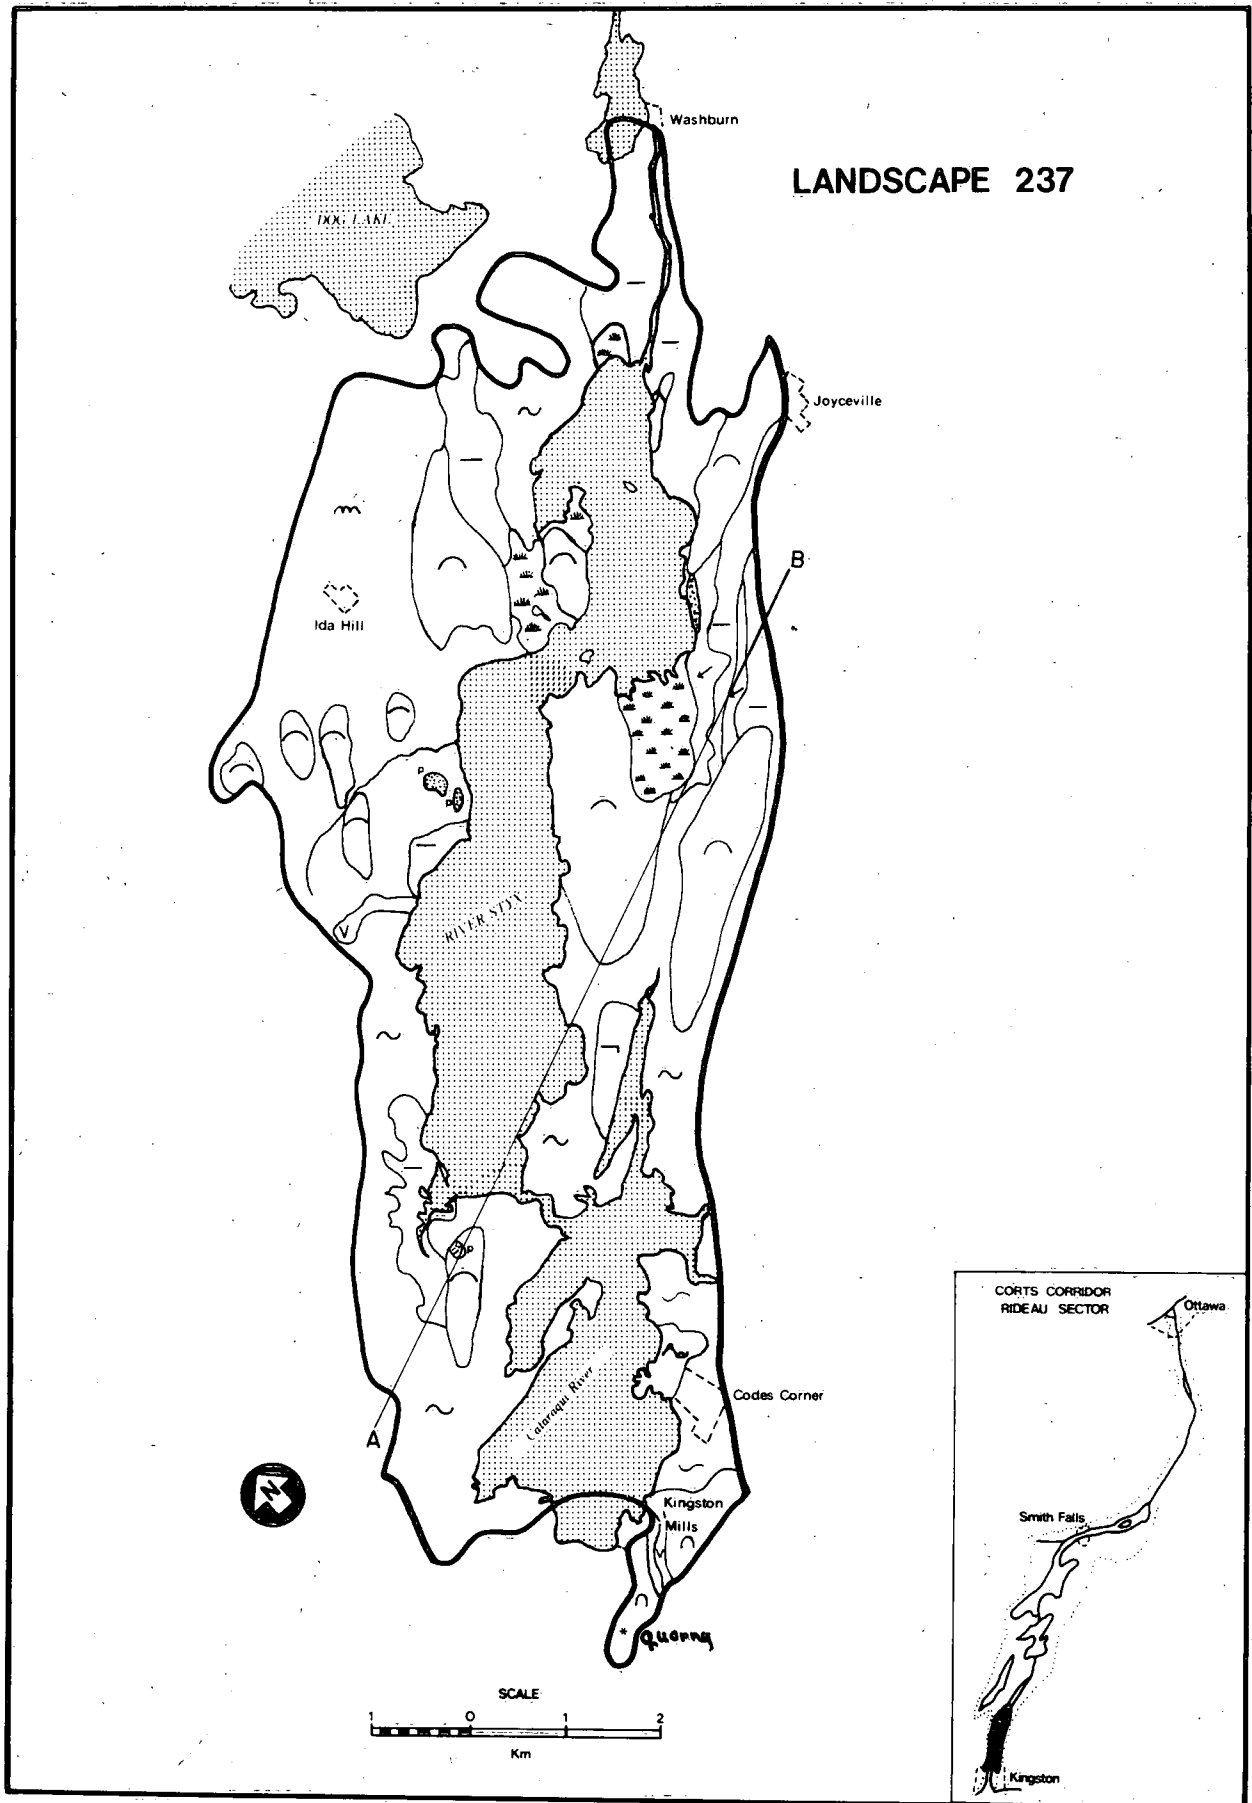 Washburn
LANDSCAPE 237
DOG LAKE
Joyceville
B
Ida Hill
P
P
V
RIVER STYX
P
CORTS CORRIDOR
RIDEAU SECTOR
Ottawa
Codes Corner
Cataraqui River
A
N
Kingston
Mills
V
Smith Falls
* Quarry
SCALE
1 0 1 2
Km
Kingston